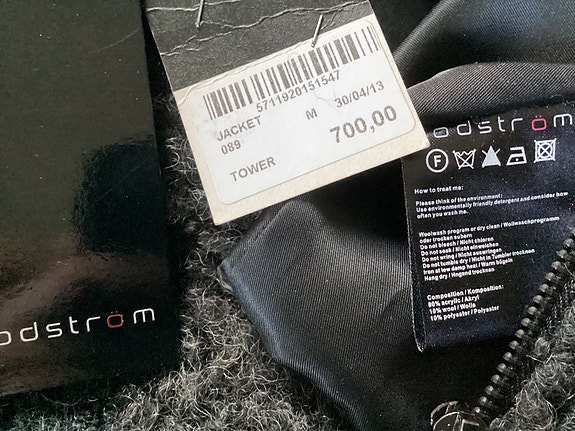 5711920151547
JACKET M 30/04/13
089
700,00
TOWER
odström
F
How to treat me:
Please think of the environment:
Use environmentally friendly detergent and consider how
often you wash me.
Woolwash program or dry clean / Wollwaschprogramm
oder trocken subarn
Do not bleach / Nicht chieren
Do not soak / Nicht einweichen
Do not wring / Nicht auswringen
Do not tumble dry / Nicht in Tumbler trocknen
Iron at low damp heat / Warm bügeln
Hang dry / Hegend trocknen
Composition / Komposition:
80% acrylic / Akryl
10% wool / Wolle
10% polyester / Polyester
odström